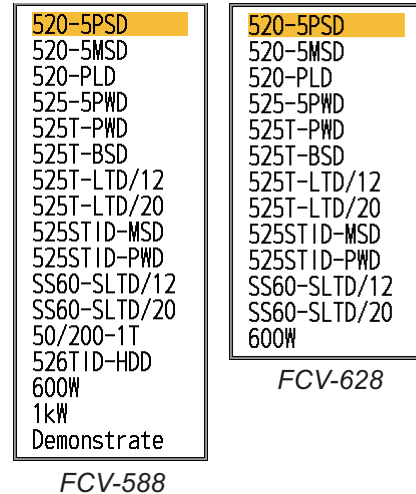 520-5PSD
520-5MSD
520-PLD
525-5PWD
525T-PWD
525T-BSD
525T-LTD/12
525T-LTD/20
525STID-MSD
525STID-PWD
SS60-SLTD/12
SS60-SLTD/20
50/200-1T
526TID-HDD
600W
1kW
Demonstrate
FCV-588
520-5PSD
520-5MSD
520-PLD
525-5PWD
525T-PWD
525T-BSD
525T-LTD/12
525T-LTD/20
525STID-MSD
525STID-PWD
SS60-SLTD/12
SS60-SLTD/20
600W
FCV-628